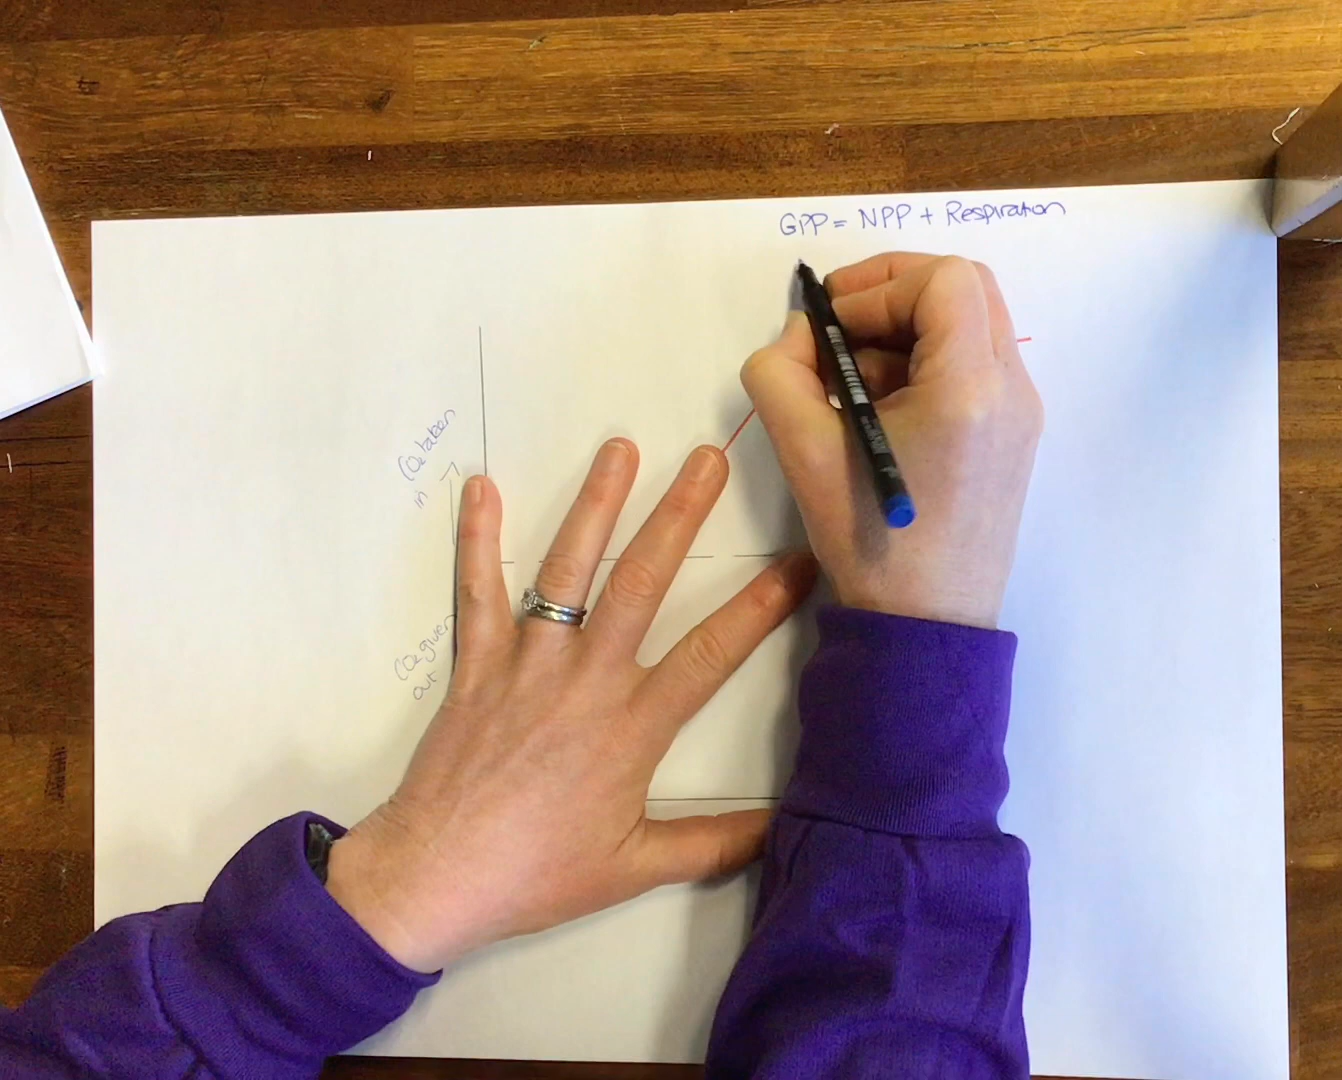 GPP = NPP + Respiration
CO₂ taken
in
CO₂ given
out